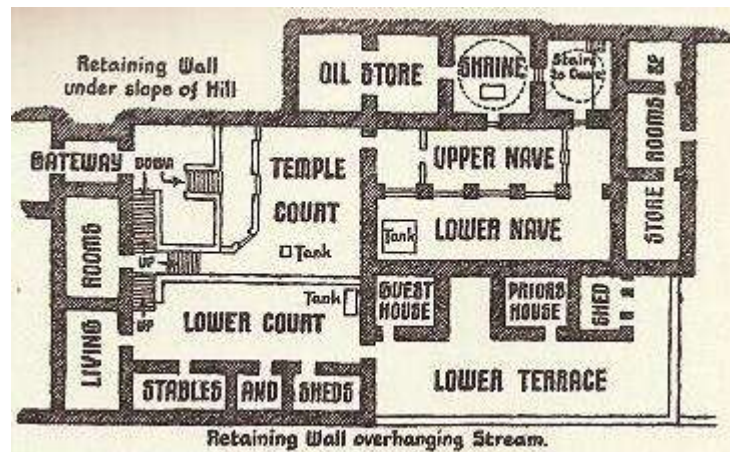 Retaining Wall
under slope of Hill
OIL STORE
SHRINE
Stairs
to Cave
GATEWAY
DOWN
TEMPLE
COURT
UPPER NAVE
STORE ROOMS
Tank
Tank
LOWER NAVE
UP
LIVING ROOMS
Tank
UP
LOWER COURT
GUEST
HOUSE
PRIORS
HOUSE
SHED
STABLES AND SHEDS
LOWER TERRACE
Retaining Wall overhanging Stream.